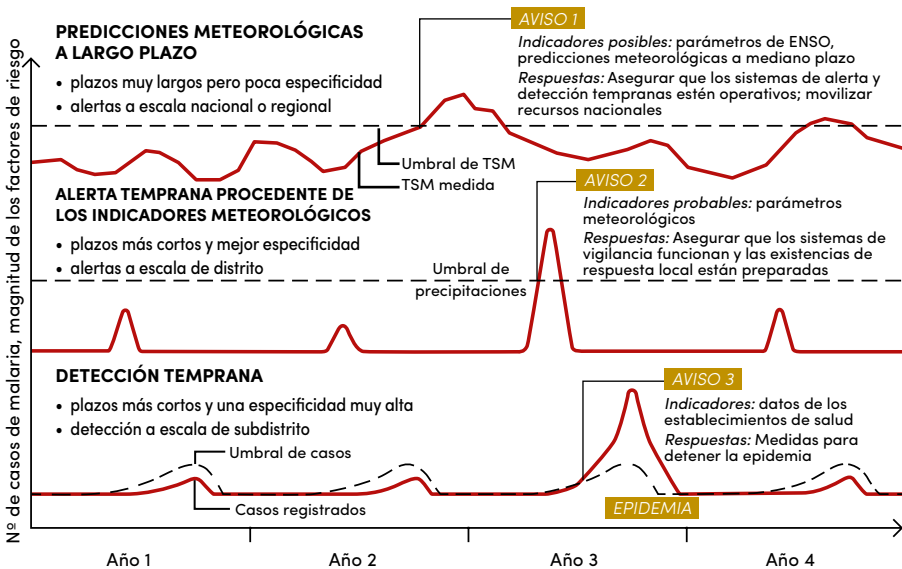 Nº de casos de malaria, magnitud de los factores de riesgo
PREDICCIONES METEOROLÓGICAS
A LARGO PLAZO
• plazos muy largos pero poca especificidad
• alertas a escala nacional o regional
AVISO 1
Indicadores posibles: parámetros de ENSO,
predicciones meteorológicas a mediano plazo
Respuestas: Asegurar que los sistemas de alerta y
detección tempranas estén operativos; movilizar
recursos nacionales
Umbral de TSM
TSM medida
ALERTA TEMPRANA PROCEDENTE DE
LOS INDICADORES METEOROLÓGICOS
• plazos más cortos y mejor especificidad
• alertas a escala de distrito
Umbral de
precipitaciones
AVISO 2
Indicadores probables: parámetros
meteorológicos
Respuestas: Asegurar que los sistemas de
vigilancia funcionan y las existencias de
respuesta local están preparadas
DETECCIÓN TEMPRANA
• plazos más cortos y una especificidad muy alta
• detección a escala de subdistrito
Umbral de casos
Casos registrados
AVISO 3
Indicadores: datos de los
establecimientos de salud
Respuestas: Medidas para
detener la epidemia
EPIDEMIA
Año 1
Año 2
Año 3
Año 4